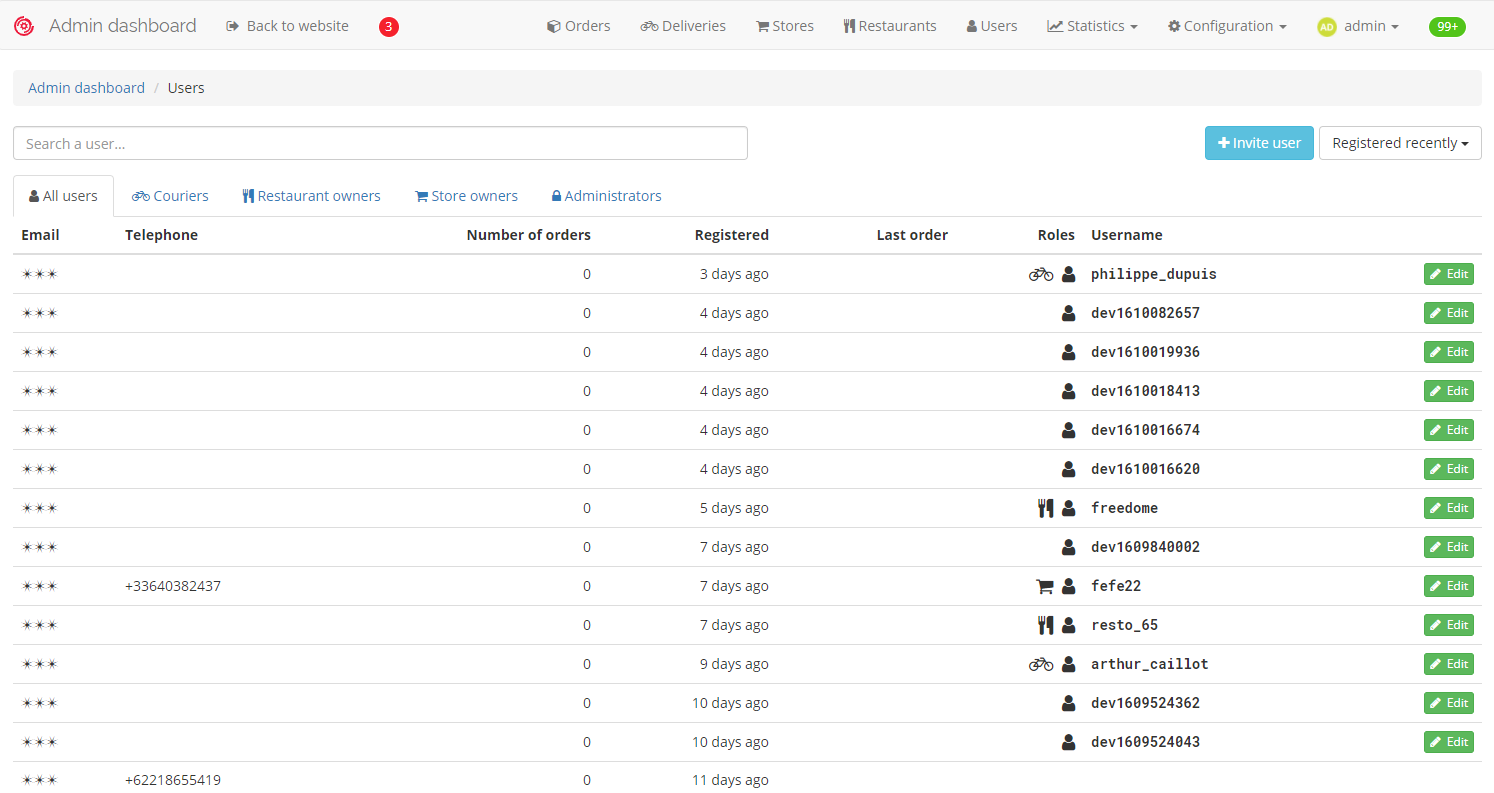 Admin dashboard Back to website 3 Orders Deliveries Stores Restaurants Users Statistics Configuration AD admin 99+
Admin dashboard / Users
Search a user... Invite user Registered recently
All users Couriers Restaurant owners Store owners Administrators
Email Telephone Number of orders Registered Last order Roles Username
✶✶✶ 0 3 days ago philippe_dupuis Edit
✶✶✶ 0 4 days ago dev1610082657 Edit
✶✶✶ 0 4 days ago dev1610019936 Edit
✶✶✶ 0 4 days ago dev1610018413 Edit
✶✶✶ 0 4 days ago dev1610016674 Edit
✶✶✶ 0 4 days ago dev1610016620 Edit
✶✶✶ 0 5 days ago freedome Edit
✶✶✶ 0 7 days ago dev1609840002 Edit
✶✶✶ +33640382437 0 7 days ago fefe22 Edit
✶✶✶ 0 7 days ago resto_65 Edit
✶✶✶ 0 9 days ago arthur_caillot Edit
✶✶✶ 0 10 days ago dev1609524362 Edit
✶✶✶ 0 10 days ago dev1609524043 Edit
✶✶✶ +62218655419 0 11 days ago